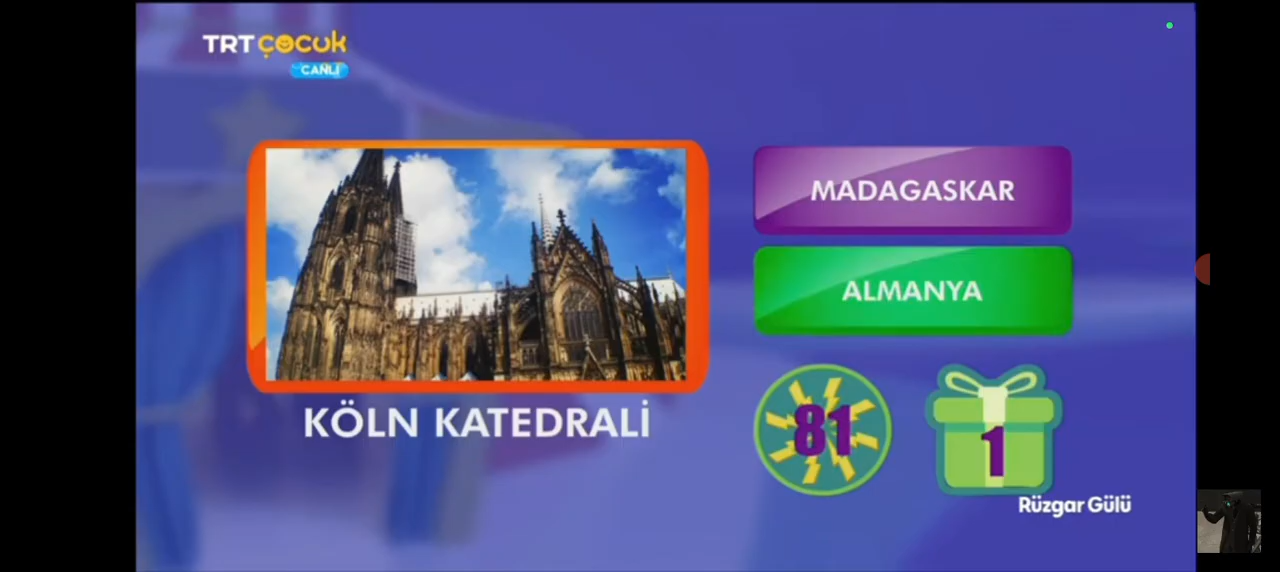 TRT çocuk
CANLI
MADAGASKAR
ALMANYA
KÖLN KATEDRALİ
81
1
Rüzgar Gülü